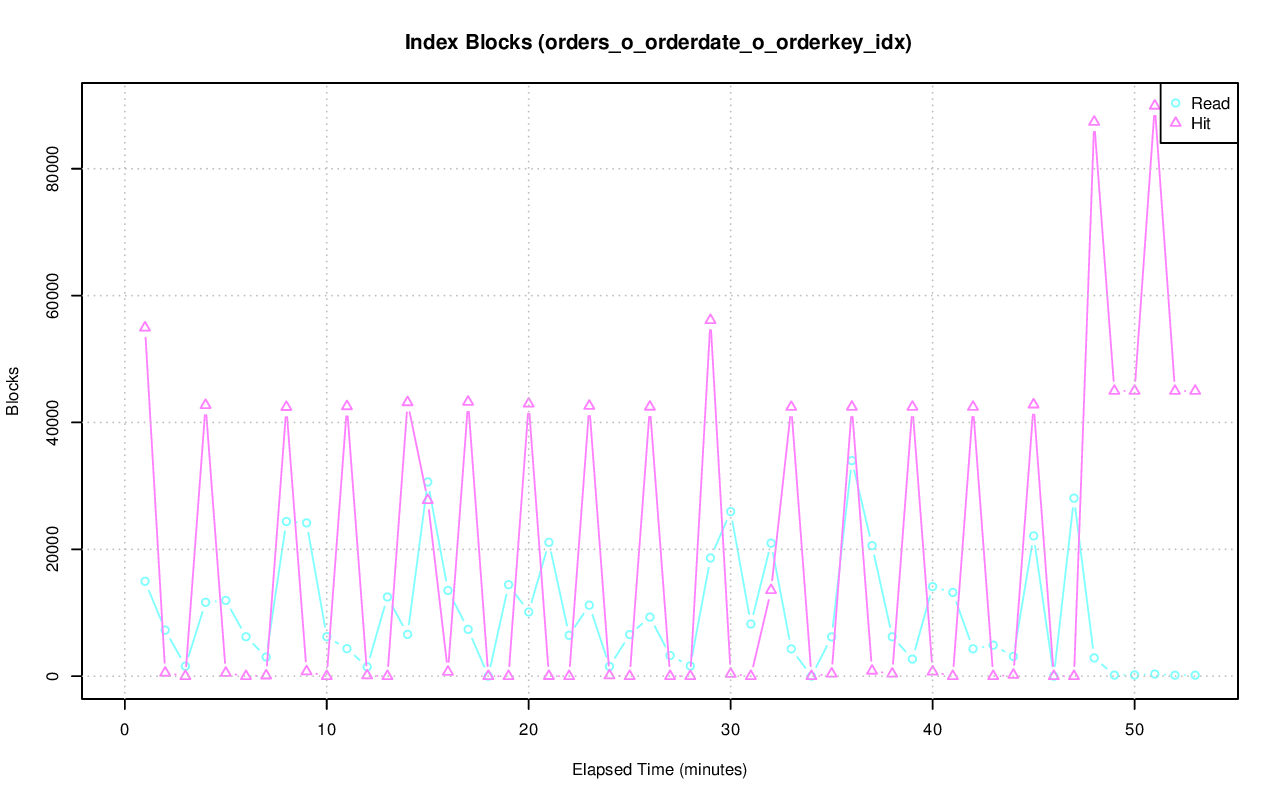 Index Blocks (orders_o_orderdate_o_orderkey_idx)
Read
Hit
80000
60000
40000
20000
0
Blocks
0 10 20 30 40 50
Elapsed Time (minutes)